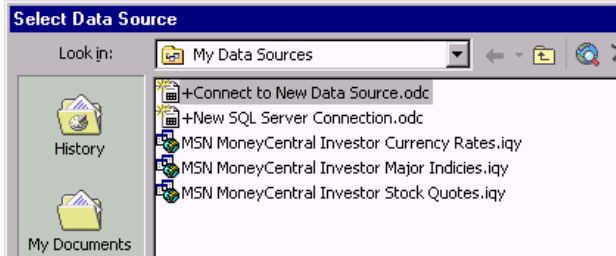 Select Data Source
Look in:
My Data Sources
+Connect to New Data Source.odc
+New SQL Server Connection.odc
MSN MoneyCentral Investor Currency Rates.iqy
MSN MoneyCentral Investor Major Indicies.iqy
MSN MoneyCentral Investor Stock Quotes.iqy
History
My Documents